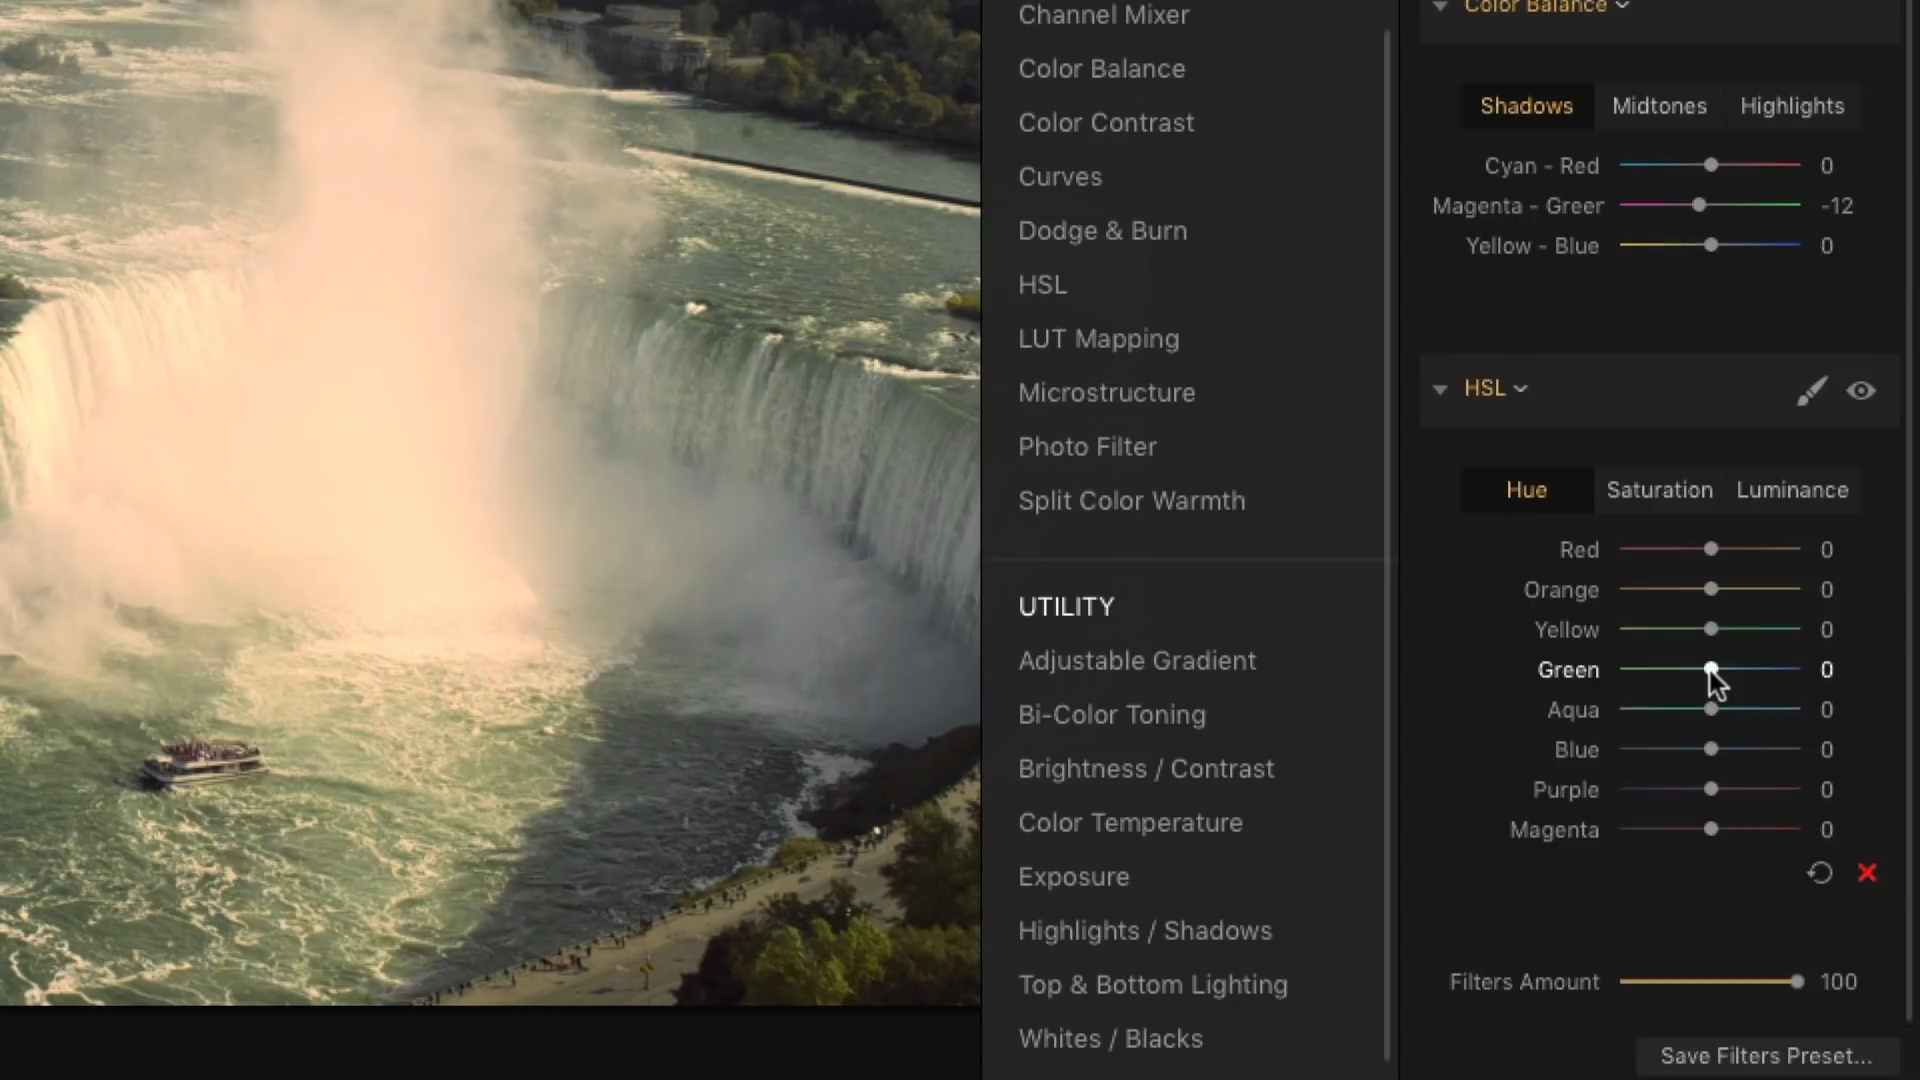 Channel Mixer
Color Balance
Color Contrast
Curves
Dodge & Burn
HSL
LUT Mapping
Microstructure
Photo Filter
Split Color Warmth
UTILITY
Adjustable Gradient
Bi-Color Toning
Brightness / Contrast
Color Temperature
Exposure
Highlights / Shadows
Top & Bottom Lighting
Whites / Blacks
Color Balance
Shadows Midtones Highlights
Cyan - Red 0
Magenta - Green -12
Yellow - Blue 0
HSL
Hue Saturation Luminance
Red 0
Orange 0
Yellow 0
Green 0
Aqua 0
Blue 0
Purple 0
Magenta 0
Filters Amount 100
Save Filters Preset...